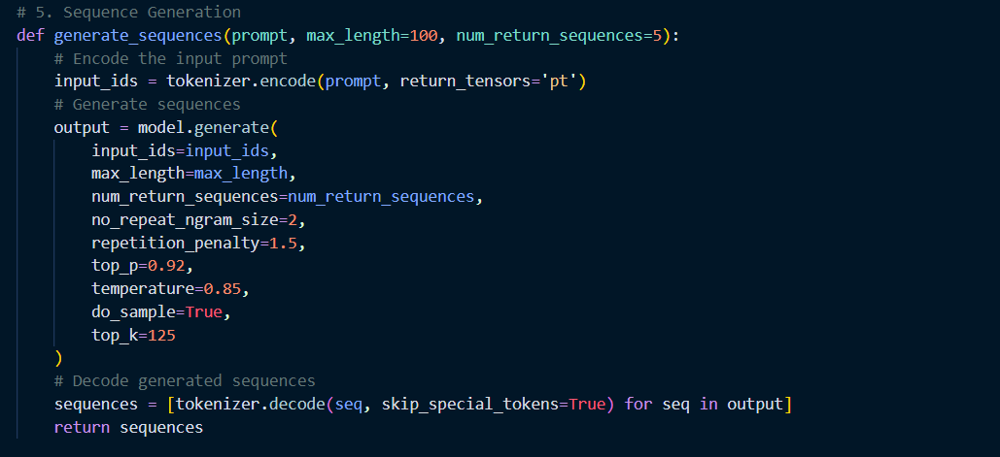 # 5. Sequence Generation
def generate_sequences(prompt, max_length=100, num_return_sequences=5):
    # Encode the input prompt
    input_ids = tokenizer.encode(prompt, return_tensors='pt')
    # Generate sequences
    output = model.generate(
        input_ids=input_ids,
        max_length=max_length,
        num_return_sequences=num_return_sequences,
        no_repeat_ngram_size=2,
        repetition_penalty=1.5,
        top_p=0.92,
        temperature=0.85,
        do_sample=True,
        top_k=125
    )
    # Decode generated sequences
    sequences = [tokenizer.decode(seq, skip_special_tokens=True) for seq in output]
    return sequences